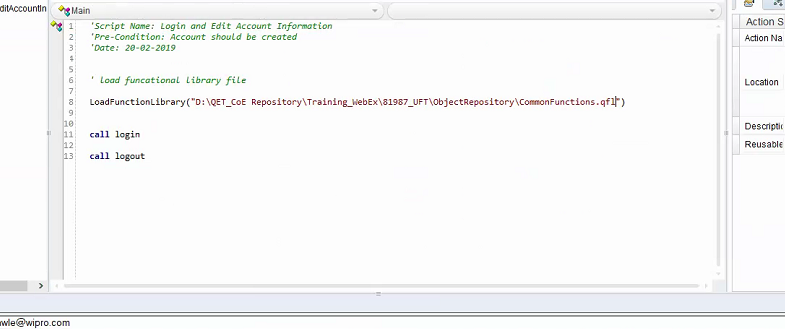 ditAccountIn
Main
Action S
1 'Script Name: Login and Edit Account Information
2 'Pre-Condition: Account should be created
3 'Date: 20-02-2019
4
5
6 ' load funcational library file
7
8 LoadFunctionLibrary("D:\QET_CoE Repository\Training_WebEx\81987_UFT\ObjectRepository\CommonFunctions.qfl")
9
10
11 call login
12
13 call logout
Action Na
Location
Descriptic
Reusable
wle@wipro.com